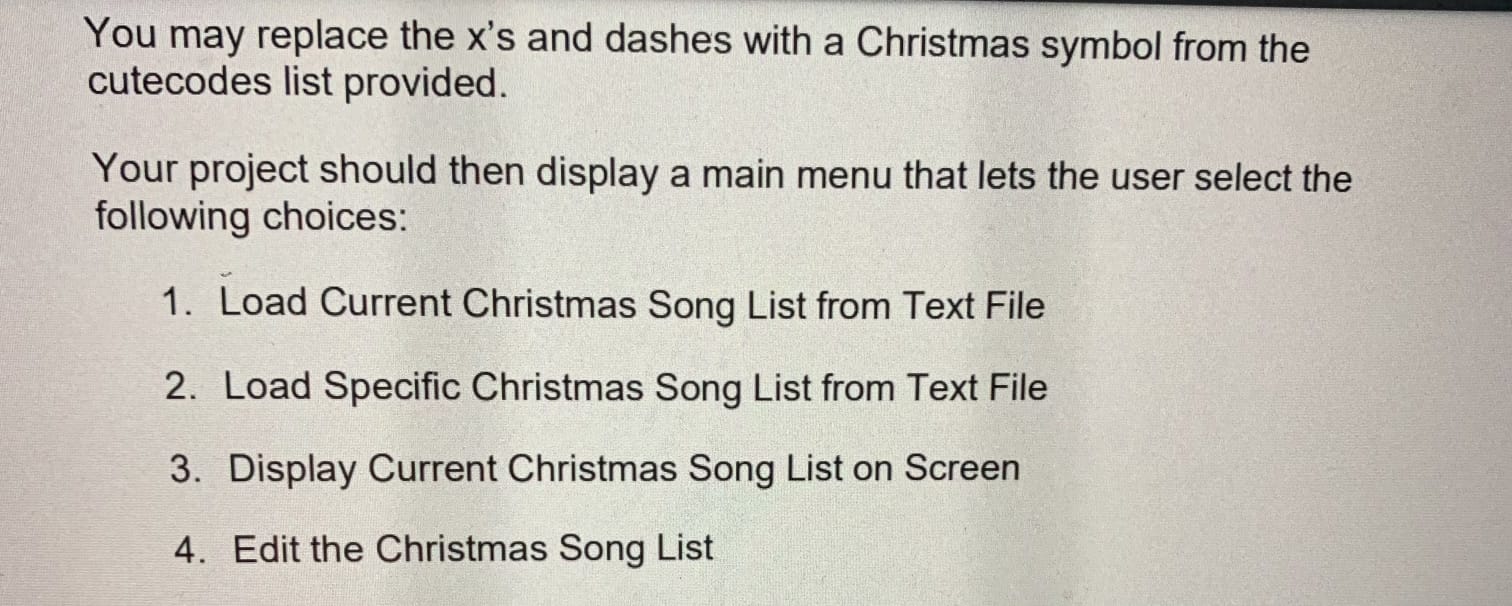 You may replace the x's and dashes with a Christmas symbol from the
cutecodes list provided.
Your project should then display a main menu that lets the user select the
following choices:
1. Load Current Christmas Song List from Text File
2. Load Specific Christmas Song List from Text File
3. Display Current Christmas Song List on Screen
4. Edit the Christmas Song List